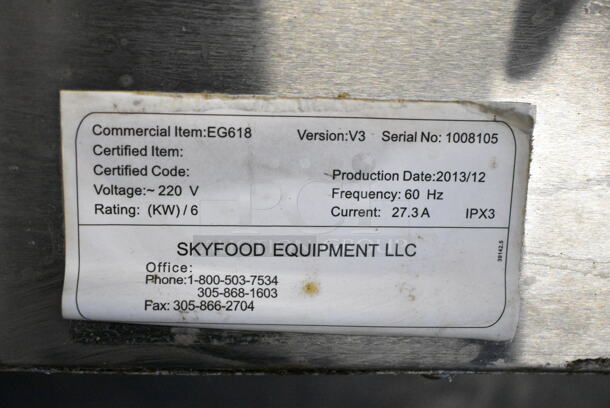 Commercial Item:EG618 Version:V3 Serial No: 1008105
Certified Item:
Certified Code: Production Date:2013/12
Voltage:~ 220 V Frequency: 60 Hz
Rating: (KW) / 6 Current: 27.3 A IPX3
SKYFOOD EQUIPMENT LLC
Office:
Phone:1-800-503-7534
305-868-1603
Fax: 305-866-2704
39142.5